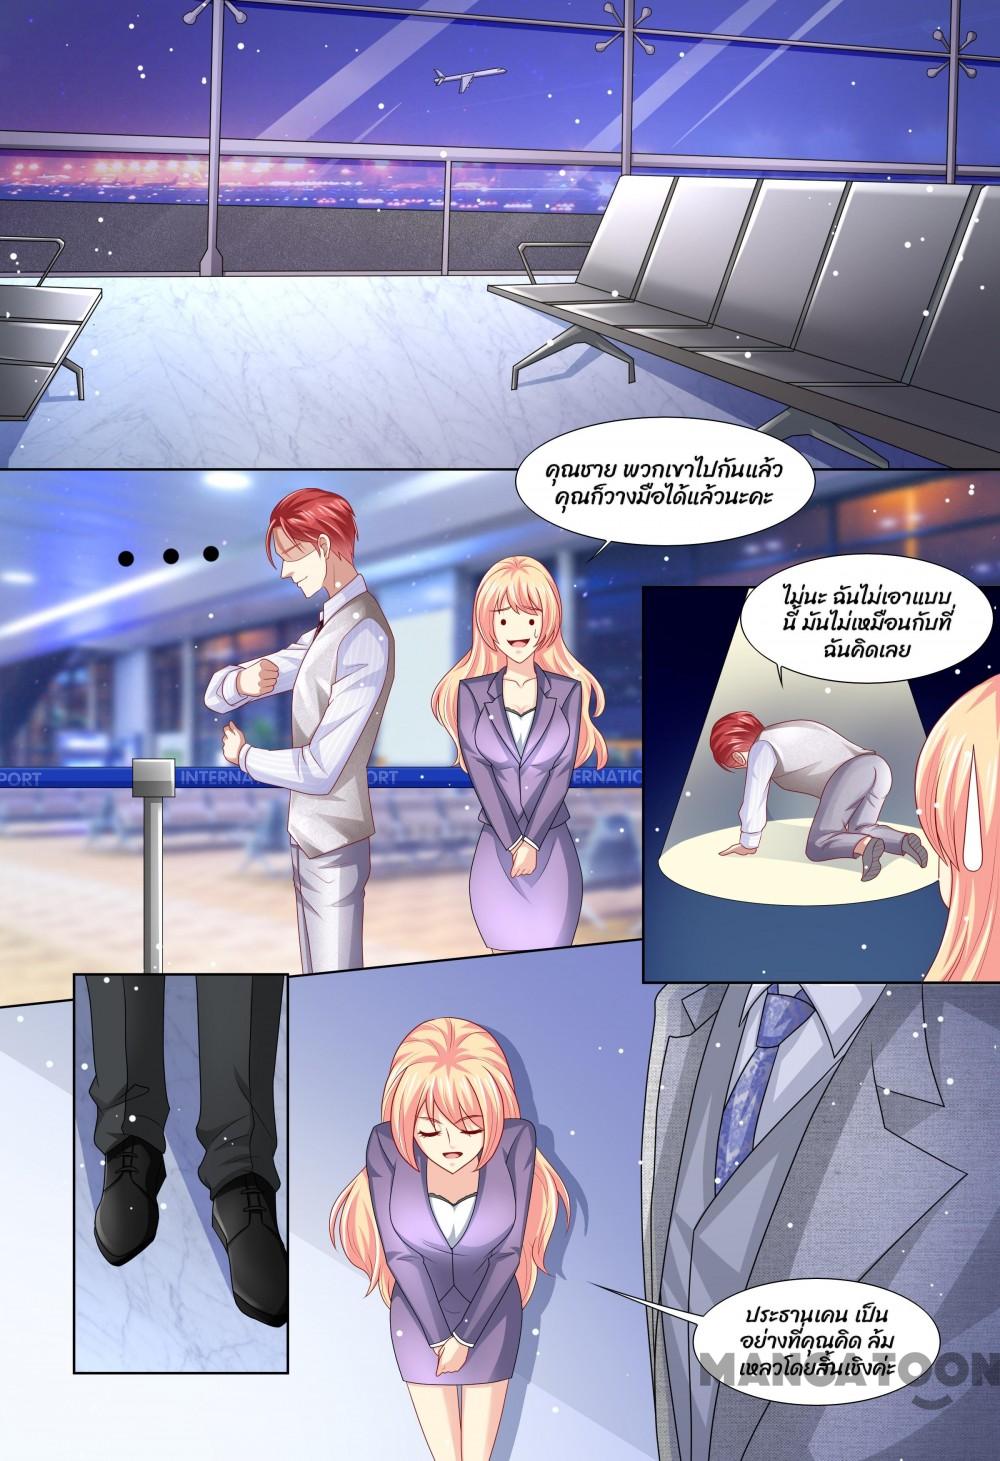 คุณชาย พวกเขาไปกันแล้ว
คุณก็วางมือได้แล้วนะคะ
ไม่นะ ฉันไม่เอาแบบ
นี้ มันไม่เหมือนกับที่
ฉันคิดเลย
PORT
INTERNATI
PORT
NTERNATIO
ประธานเคน เป็น
อย่างที่คุณคิด ล้ม
เหลวโดยสิ้นเชิงค่ะ
MANGATOON